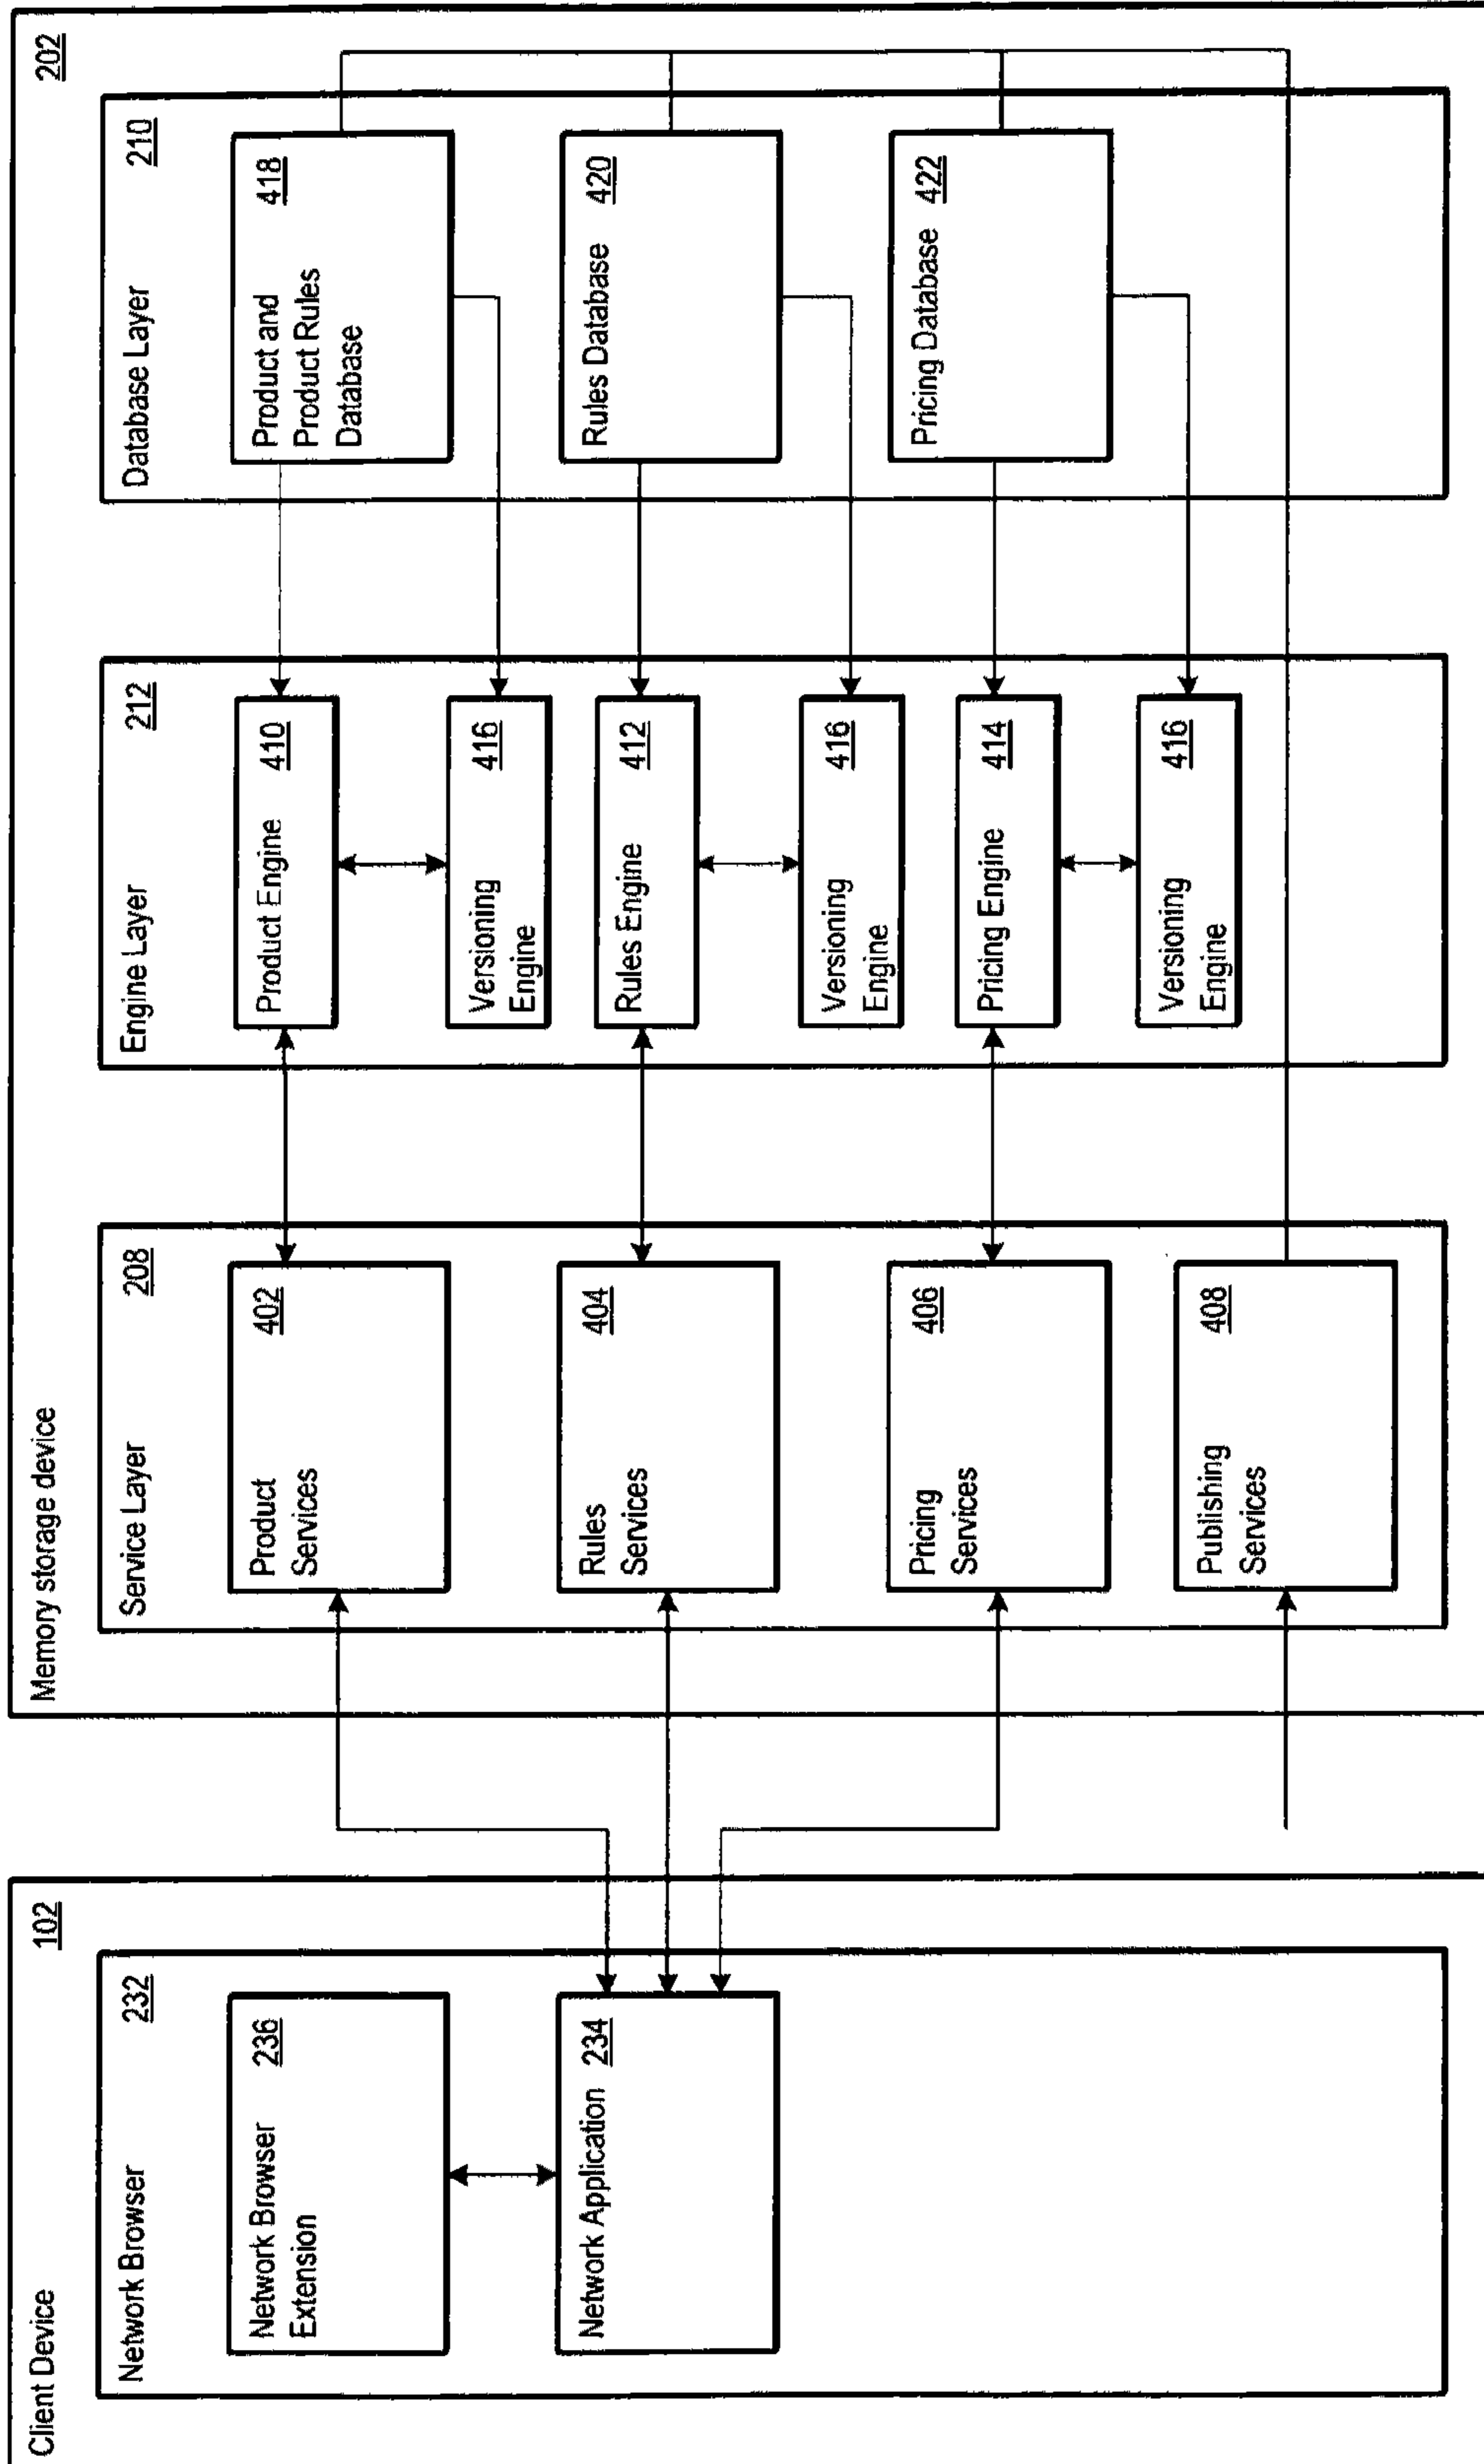 Client Device
102
Network Browser
232
Network Browser
Extension
236
Network Application
234
Memory storage device
202
Service Layer
208
Product
Services
402
Rules
Services
404
Pricing
Services
406
Publishing
Services
408
Engine Layer
212
Product Engine
410
Versioning
Engine
416
Rules Engine
412
Versioning
Engine
416
Pricing Engine
414
Versioning
Engine
416
Database Layer
210
Product and
Product Rules
Database
418
Rules Database
420
Pricing Database
422